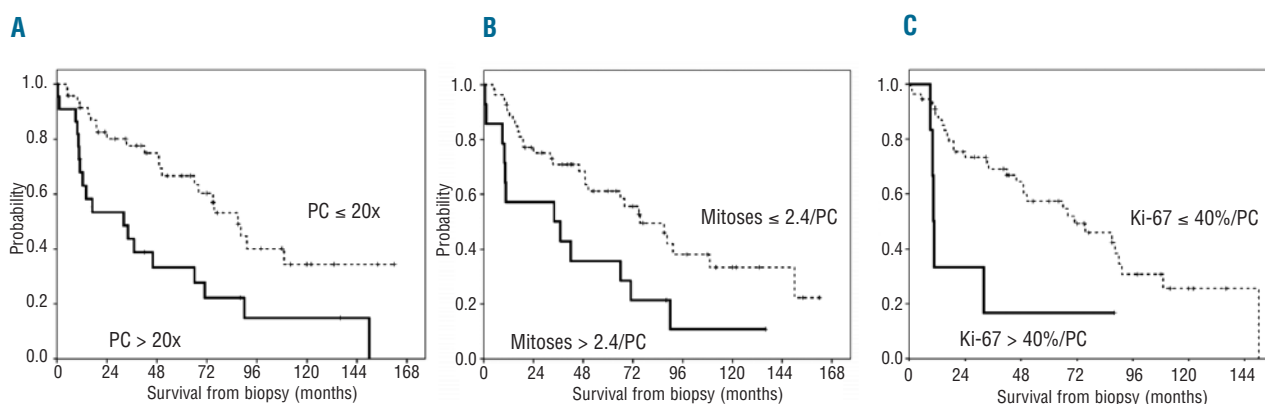 A
1.0.
0.8
0.6
0.4
0.2
0.0
Probability
PC ≤ 20x
PC > 20x
0 24 48 72 96 120 144 168
Survival from biopsy (months)
B
1.0.
0.8
0.6
0.4
0.2
0.0
Probability
Mitoses ≤ 2.4/PC
Mitoses > 2.4/PC
0 24 48 72 96 120 144 168
Survival from biopsy (months)
C
1.0.
0.8
0.6
0.4
0.2
0.0
Probability
Ki-67 ≤ 40%/PC
Ki-67 > 40%/PC
0 24 48 72 96 120 144
Survival from biopsy (months)